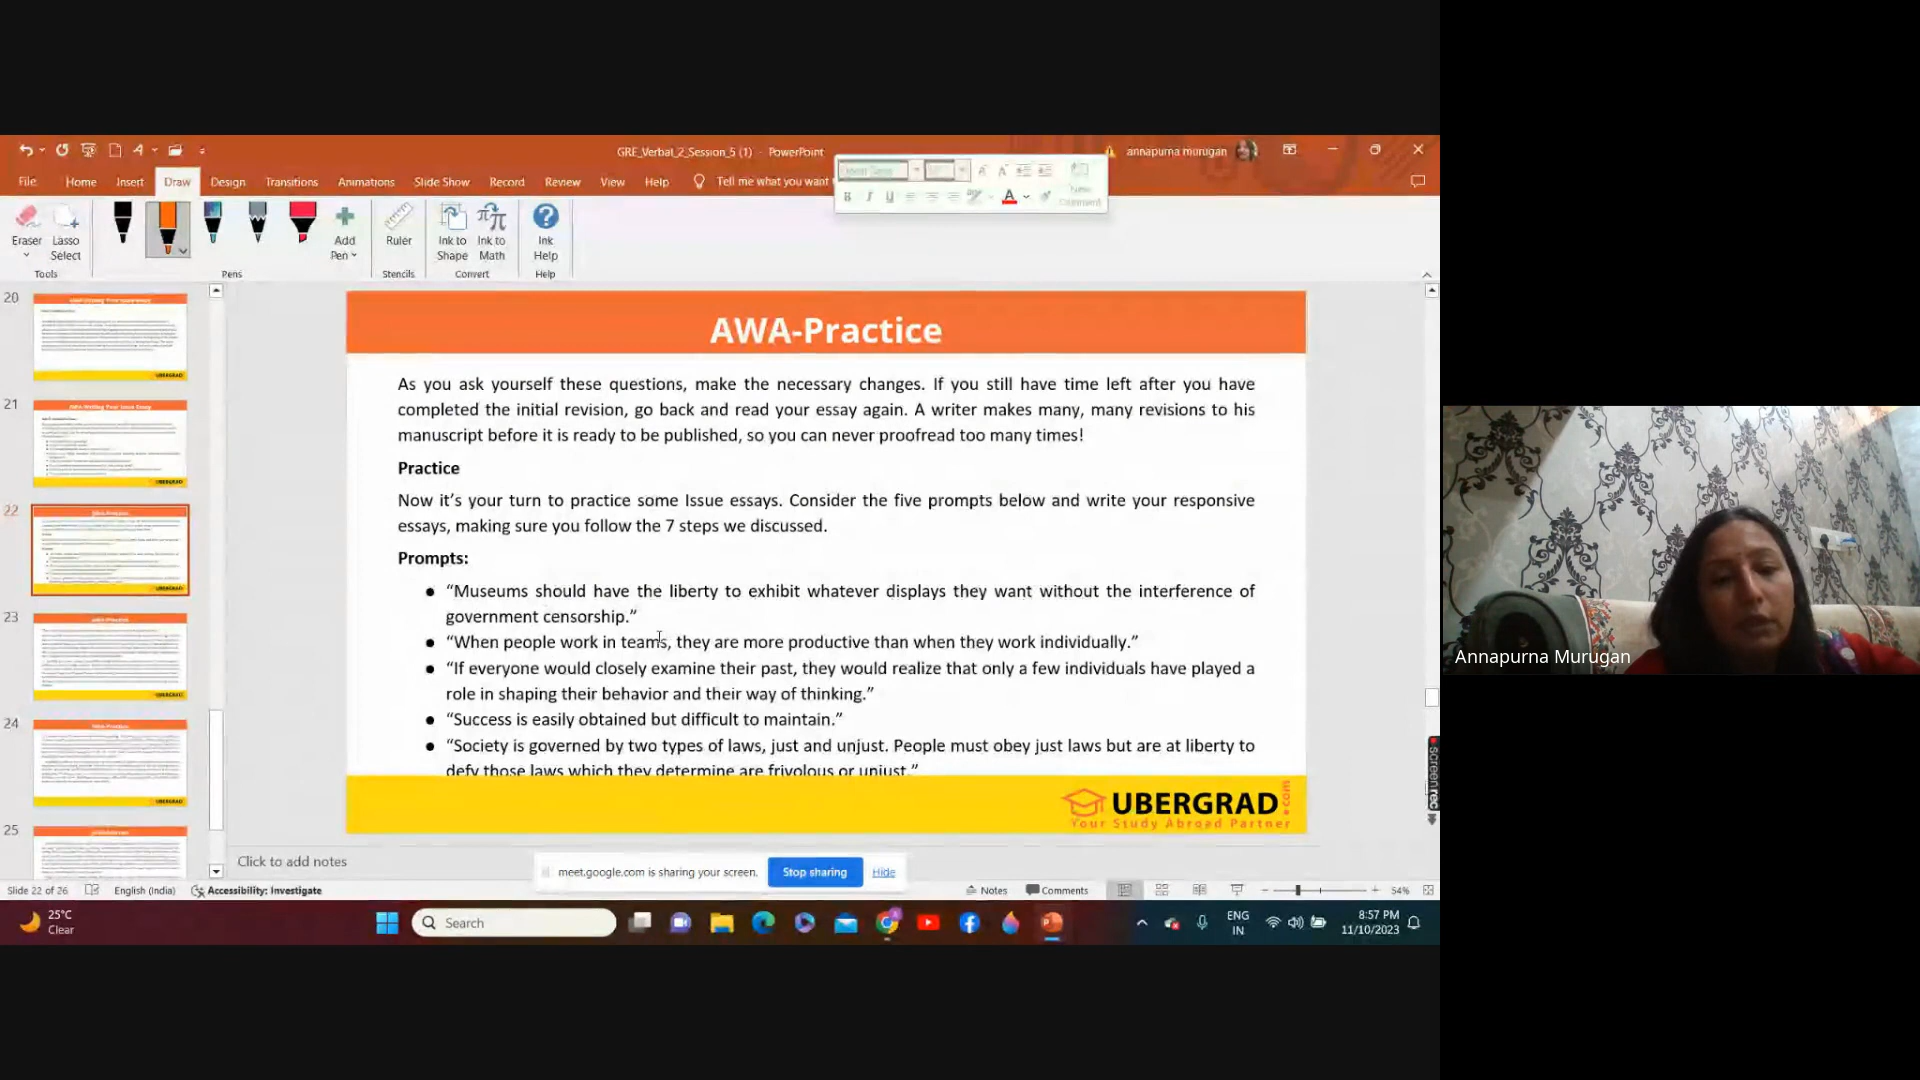 GRE_Verbal_2_Session_5 (1) - PowerPoint
annapurna murugan
File Home Insert Draw Design Transitions Animations Slide Show Record Review View Help Tell me what you want
New
Comment
Eraser
Lasso
Select
Add
Pen
Ruler
Ink to
Shape
Ink to
Math
Ink
Help
Tools
Pens
Stencils
Convert
Help
20
21
22
23
24
25
UBERGRAD
AWA-Practice
As you ask yourself these questions, make the necessary changes. If you still have time left after you have
completed the initial revision, go back and read your essay again. A writer makes many, many revisions to his
manuscript before it is ready to be published, so you can never proofread too many times!
Practice
Now it’s your turn to practice some Issue essays. Consider the five prompts below and write your responsive
essays, making sure you follow the 7 steps we discussed.
Prompts:
● “Museums should have the liberty to exhibit whatever displays they want without the interference of
government censorship.”
● “When people work in teams, they are more productive than when they work individually.”
● “If everyone would closely examine their past, they would realize that only a few individuals have played a
role in shaping their behavior and their way of thinking.”
● “Success is easily obtained but difficult to maintain.”
● “Society is governed by two types of laws, just and unjust. People must obey just laws but are at liberty to
defy those laws which they determine are frivolous or unjust.”
UBERGRAD.com
Your Study Abroad Partner
Annapurna Murugan
screenrec
Click to add notes
meet.google.com is sharing your screen.
Stop sharing
Hide
Slide 22 of 26
English (India)
Accessibility: Investigate
Notes
Comments
54%
25°C
Clear
Search
ENG
IN
8:57 PM
11/10/2023